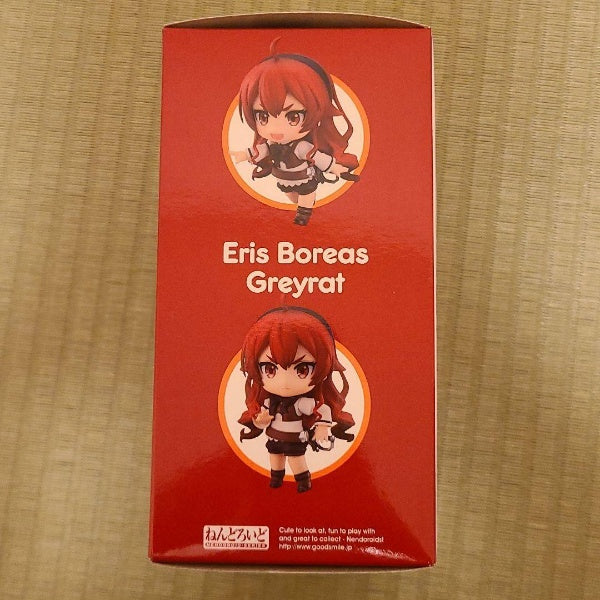 Eris Boreas
Greyrat
ねんどろいど
NENDOROID SERIES
Cute to look at, fun to play with
and great to collect - Nendoroids!
http://www.goodsmile.jp